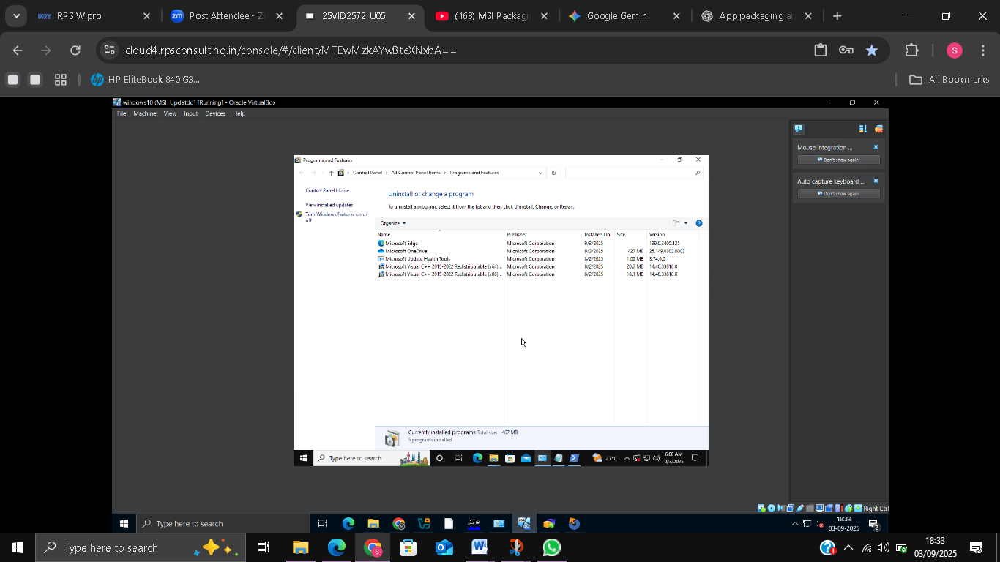 RPS Wipro
Post Attendee - Z
25VID2572_U05
(163) MSI Packagi
Google Gemini
App packaging an
cloud4.rpsconsulting.in/console/#/client/MTEwMzkAYwBteXNxbA==
S
HP EliteBook 840 G3...
All Bookmarks
windows10 (MSI Updatdd) [Running] - Oracle VirtualBox
File Machine View Input Devices Help
Mouse integration ...
Don't show again
Auto capture keyboard ...
Don't show again
Programs and Features
Control Panel > All Control Panel Items > Programs and Features
Control Panel Home
View installed updates
Turn Windows features on or
off
Uninstall or change a program
To uninstall a program, select it from the list and then click Uninstall, Change, or Repair.
Organize
Name Publisher Installed On Size Version
Microsoft Edge Microsoft Corporation 9/3/2025 139.0.3405.125
Microsoft OneDrive Microsoft Corporation 9/3/2025 427 MB 25.149.0803.0003
Microsoft Update Health Tools Microsoft Corporation 8/2/2025 1.02 MB 3.74.0.0
Microsoft Visual C++ 2015-2022 Redistributable (x64)... Microsoft Corporation 8/2/2025 20.7 MB 14.40.33816.0
Microsoft Visual C++ 2015-2022 Redistributable (x86)... Microsoft Corporation 8/2/2025 18.1 MB 14.40.33816.0
Currently installed programs Total size: 467 MB
5 programs installed
Type here to search
27°C
6:08 AM
9/3/2025
Right Ctrl
Type here to search
18:33
03-09-2025
2
Type here to search
18:33
03/09/2025